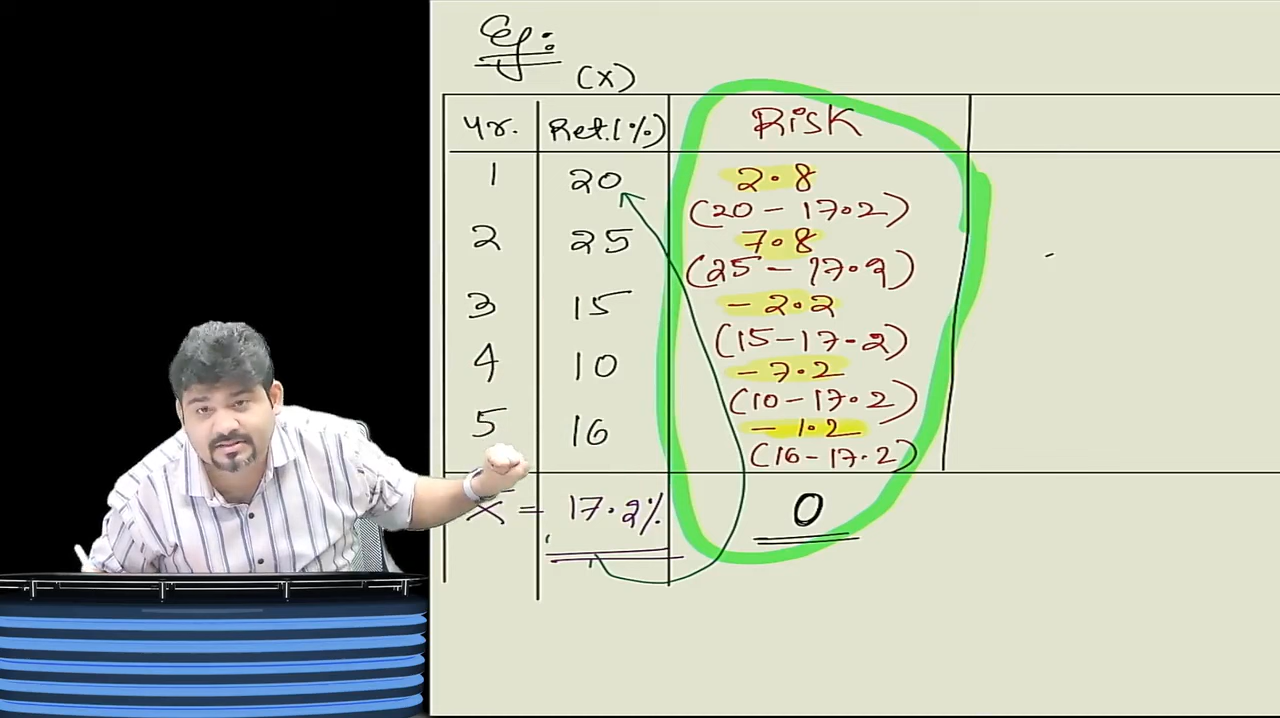 Eg:
(X)
Yr. Ret.(%) Risk
1 20 2.8
(20 - 17.2)
2 25 7.8
(25 - 17.2)
3 15 - 2.2
(15-17.2)
4 10 - 7.2
(10-17.2)
5 16 - 1.2
(16-17.2)
X̄ = 17.2% 0